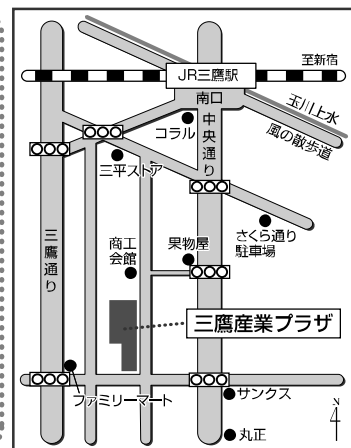 至新宿
JR三鷹駅
南口
玉川上水
風の散歩道
コラル
中央通り
三平ストア
さくら通り
駐車場
三鷹通り
商工
会館
果物屋
三鷹産業プラザ
ファミリーマート
サンクス
丸正
N
4